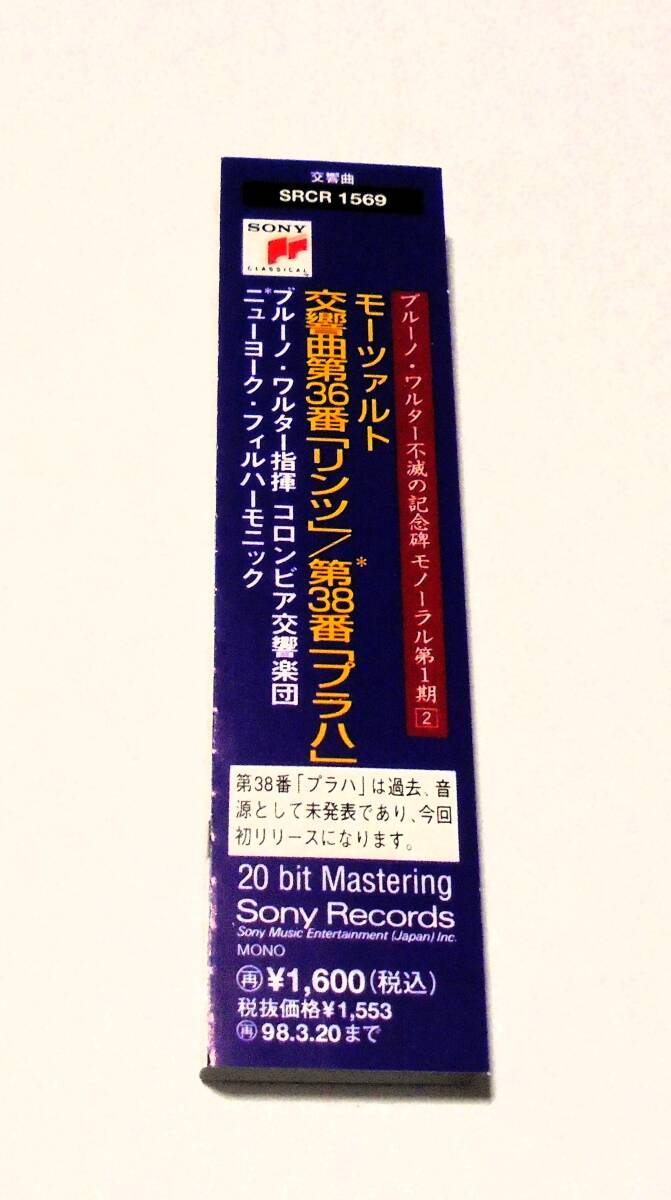 交響曲
SRCR 1569
SONY
CLASSICAL
ブルーノ・ワルター不滅の記念碑 モノーラル第1期 2
モーツァルト
交響曲第36番「リンツ」/*第38番「プラハ」
ブルーノ・ワルター指揮 コロンビア交響楽団
*ニューヨーク・フィルハーモニック
第38番「プラハ」は過去、音
源として未発表であり、今回
初リリースになります。
20 bit Mastering
Sony Records
Sony Music Entertainment (Japan) Inc.
MONO
再 ¥1,600(税込)
税抜価格¥1,553
再 98.3.20まで